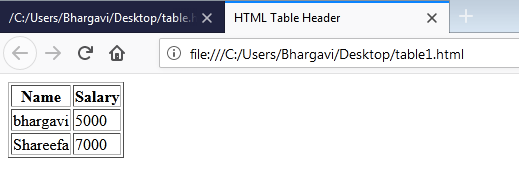 /C:/Users/Bhargavi/Desktop/table.h HTML Table Header
file:///C:/Users/Bhargavi/Desktop/table1.html
Name Salary
bhargavi 5000
Shareefa 7000